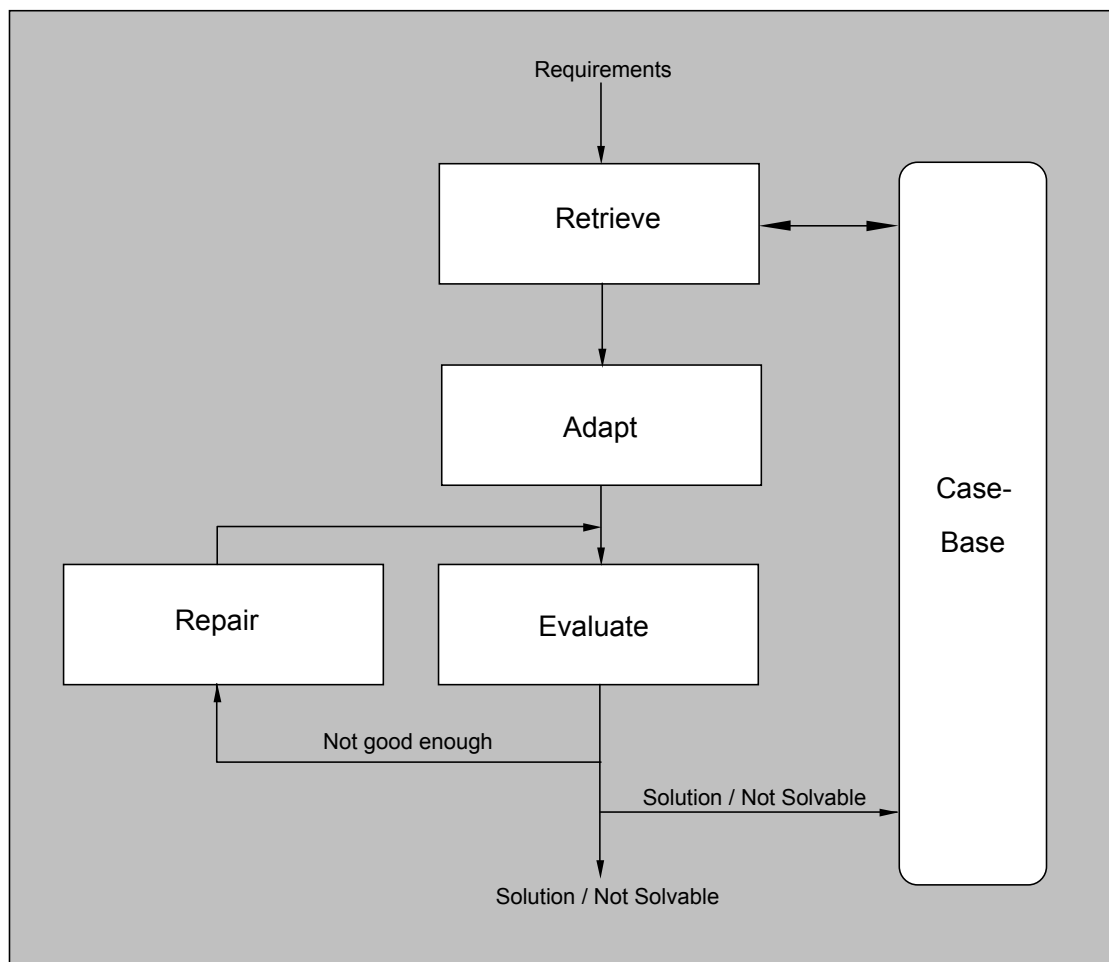 Requirements
Retrieve
Adapt
Case-
Base
Repair
Evaluate
Not good enough
Solution / Not Solvable
Solution / Not Solvable